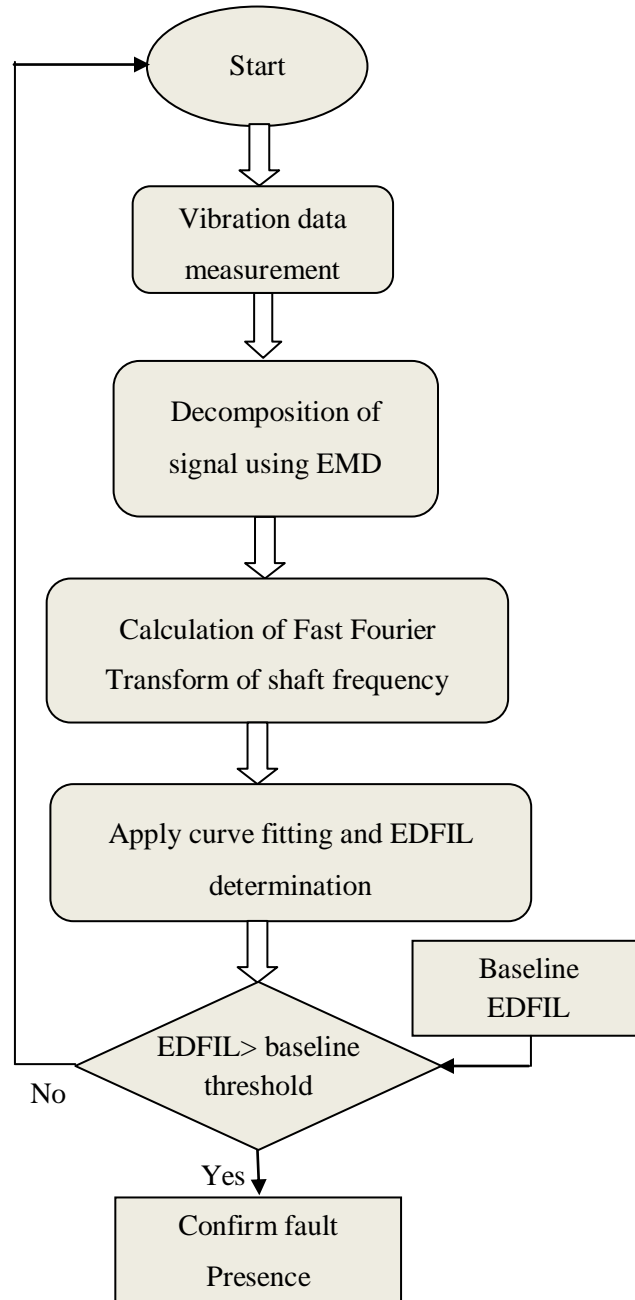 Start
Vibration data
measurement
Decomposition of
signal using EMD
Calculation of Fast Fourier
Transform of shaft frequency
Apply curve fitting and EDFIL
determination
Baseline
EDFIL
EDFIL> baseline
threshold
No
Yes
Confirm fault
Presence